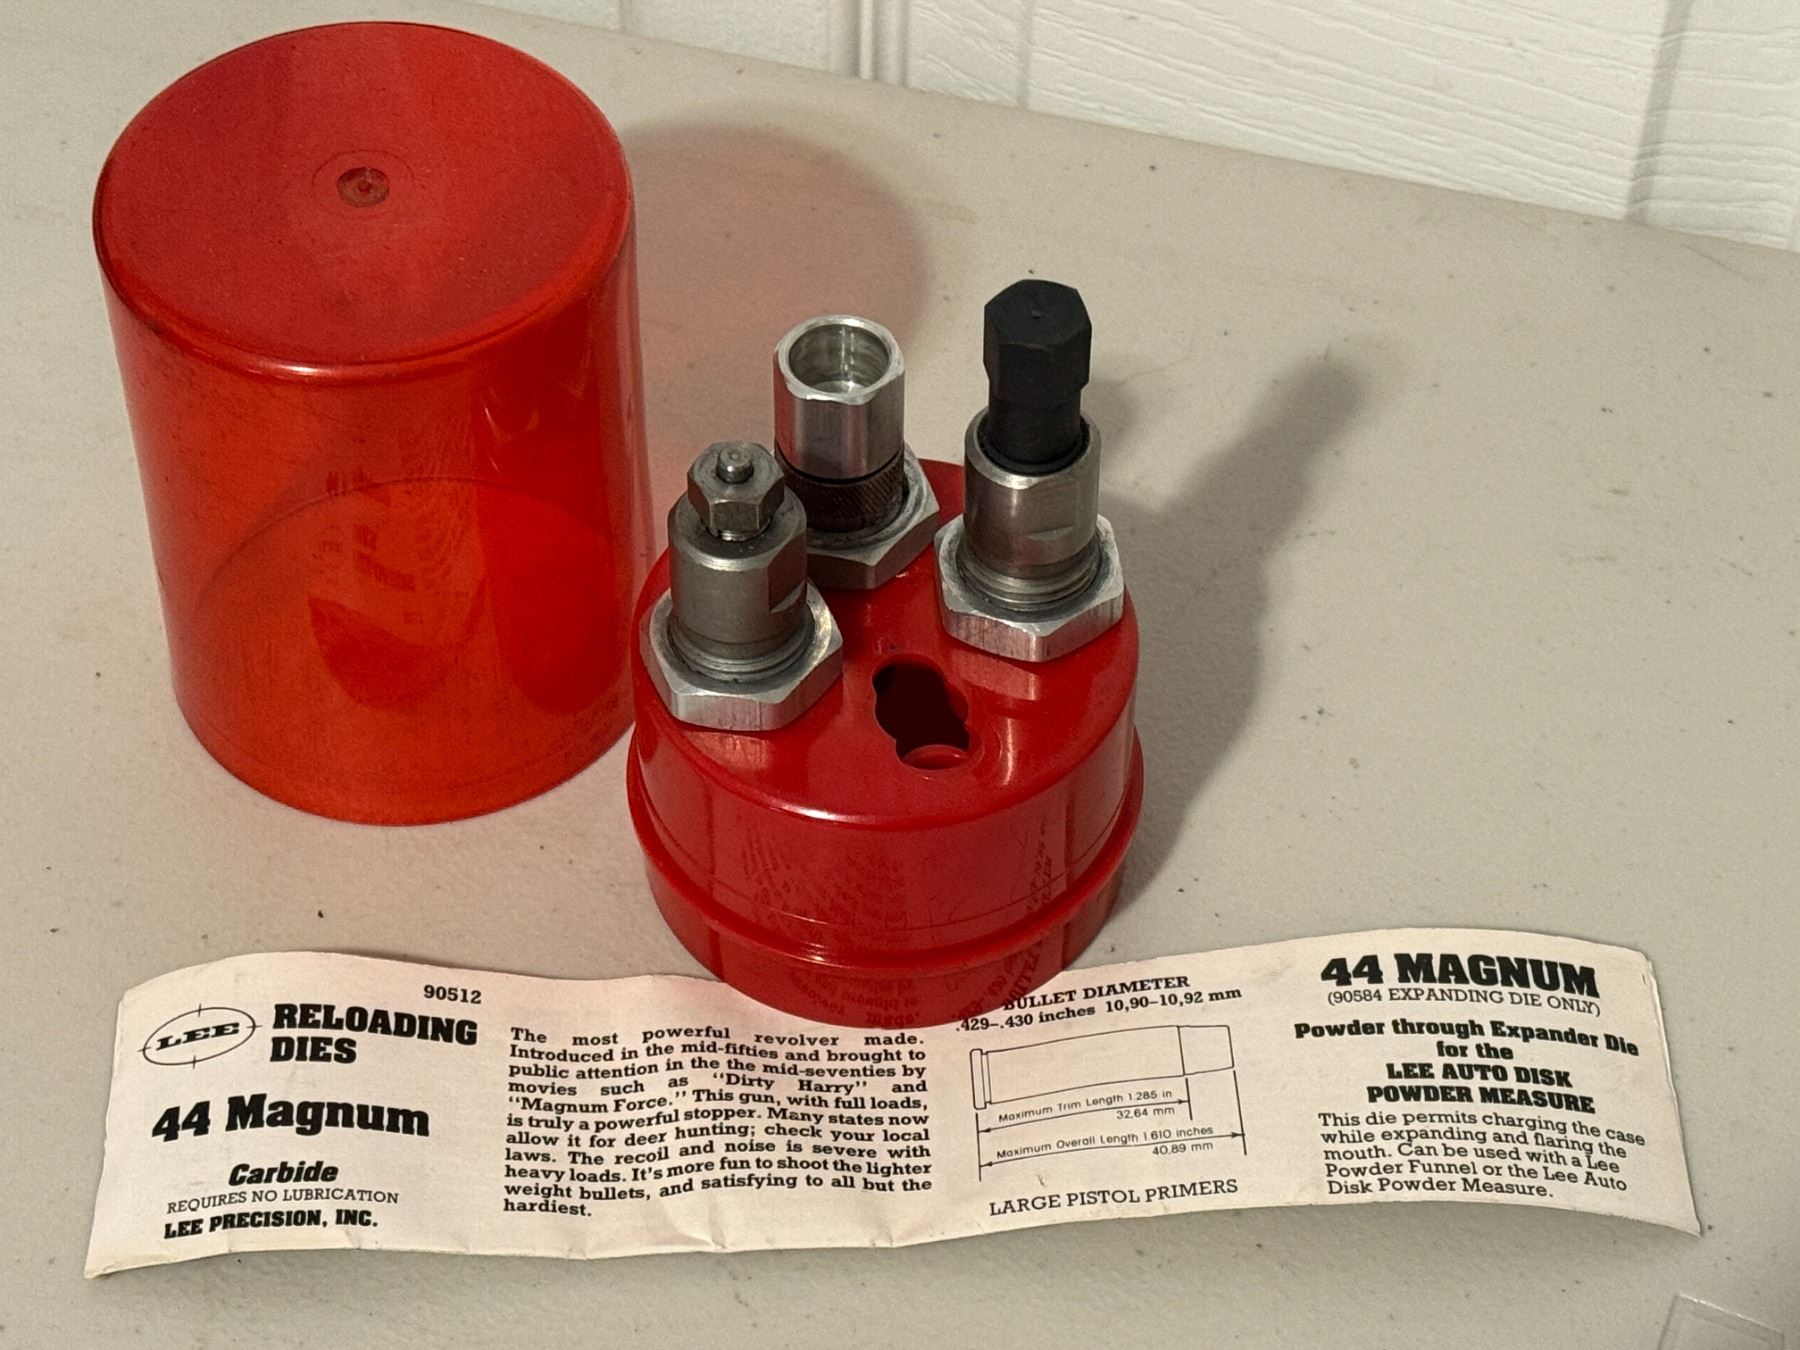 90512
LEE
RELOADING
DIES
44 Magnum
Carbide
REQUIRES NO LUBRICATION
LEE PRECISION, INC.
The most powerful revolver made.
Introduced in the mid-fifties and brought to
public attention in the the mid-seventies by
movies such as "Dirty Harry" and
"Magnum Force." This gun, with full loads,
is truly a powerful stopper. Many states now
allow it for deer hunting; check your local
laws. The recoil and noise is severe with
heavy loads. It's more fun to shoot the lighter
weight bullets, and satisfying to all but the
hardiest.
BULLET DIAMETER
.429–.430 inches 10,90–10,92 mm
Maximum Trim Length 1.285 in
32,64 mm
Maximum Overall Length 1.610 inches
40,89 mm
LARGE PISTOL PRIMERS
44 MAGNUM
(90584 EXPANDING DIE ONLY)
Powder through Expander Die
for the
LEE AUTO DISK
POWDER MEASURE
This die permits charging the case
while expanding and flaring the
mouth. Can be used with a Lee
Powder Funnel or the Lee Auto
Disk Powder Measure.